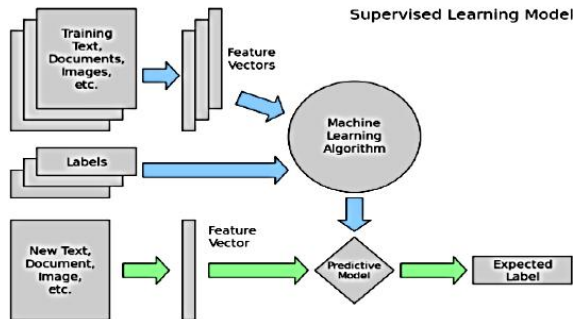 Supervised Learning Model
Training
Text,
Documents,
Images,
etc.
Feature
Vectors
Machine
Learning
Algorithm
Labels
New Text,
Document,
Image,
etc.
Feature
Vector
Predictive
Model
Expected
Label